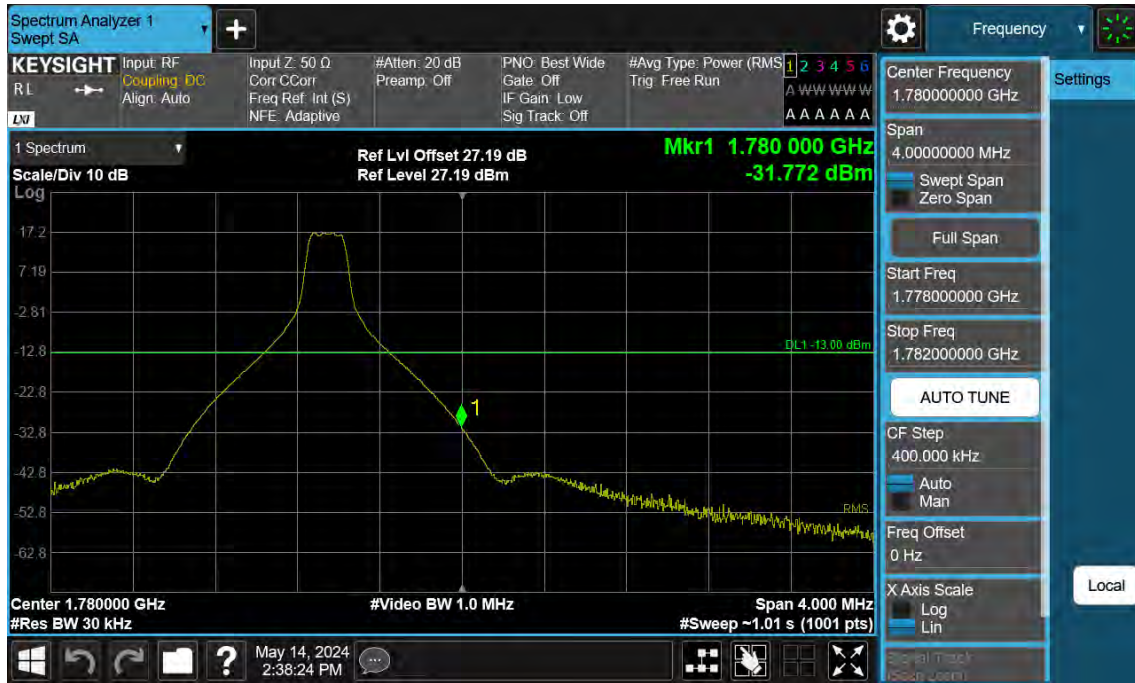 Spectrum Analyzer 1
Swept SA
+
Frequency
KEYSIGHT
Input: RF
Coupling: DC
Align: Auto
Input Z: 50 Ω
Corr CCorr
Freq Ref: Int (S)
NFE: Adaptive
#Atten: 20 dB
Preamp: Off
PNO: Best Wide
Gate: Off
IF Gain: Low
Sig Track: Off
#Avg Type: Power (RMS
Trig: Free Run
1 2 3 4 5 6
A W W W W W
A A A A A A
R L
LXI
Center Frequency
1.780000000 GHz
Settings
1 Spectrum
Scale/Div 10 dB
Log
Ref Lvl Offset 27.19 dB
Ref Level 27.19 dBm
Mkr1 1.780 000 GHz
-31.772 dBm
Span
4.00000000 MHz
Swept Span
Zero Span
Full Span
Start Freq
1.778000000 GHz
Stop Freq
1.782000000 GHz
AUTO TUNE
CF Step
400.000 kHz
Auto
Man
Freq Offset
0 Hz
X Axis Scale
Log
Lin
Signal Track
(Span Zoom)
Local
17.2
7.19
-2.81
-12.8
-22.8
-32.8
-42.8
-52.8
-62.8
DL1 -13.00 dBm
1
RMS
Center 1.780000 GHz
#Res BW 30 kHz
#Video BW 1.0 MHz
Span 4.000 MHz
#Sweep ~1.01 s (1001 pts)
?
May 14, 2024
2:38:24 PM